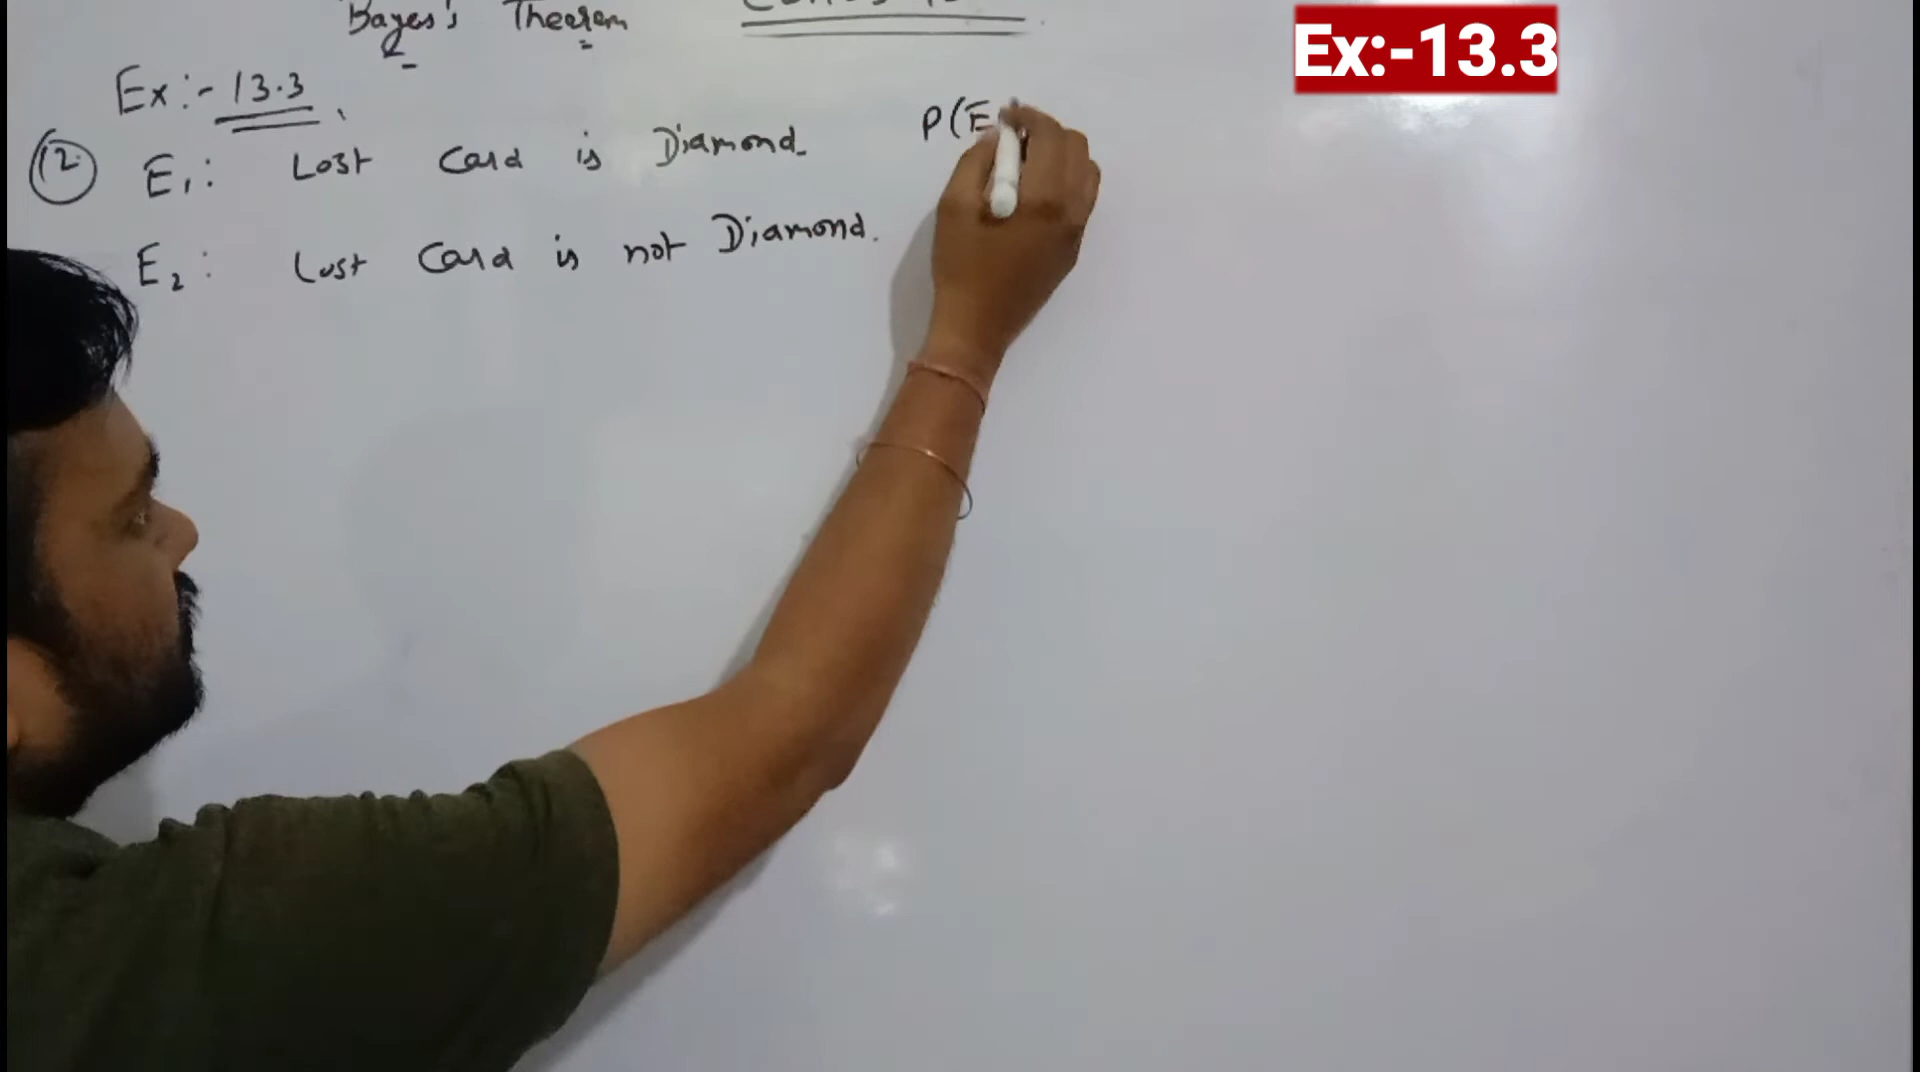 Bayes's Theorem
Ex:-13.3
Ex:- 13.3
12. E1: Lost Card is Diamond.
P(E
E2: Lost Card is not Diamond.